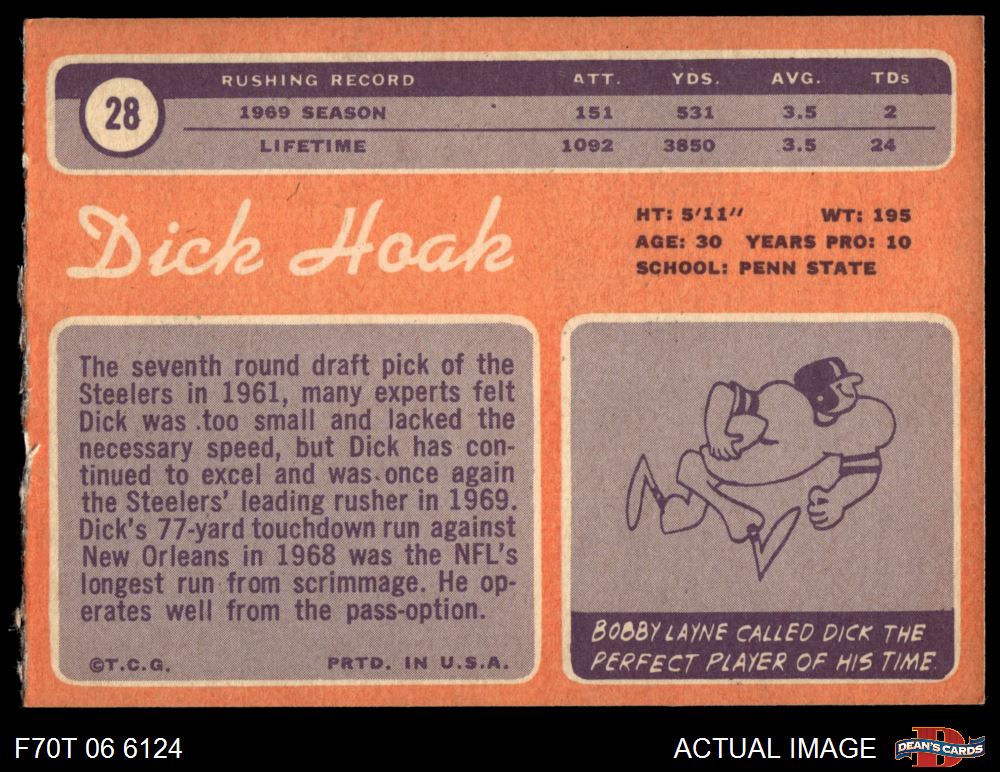 28
RUSHING RECORD ATT. YDS. AVG. TDs
1969 SEASON 151 531 3.5 2
LIFETIME 1092 3850 3.5 24
Dick Hoak
HT: 5'11" WT: 195
AGE: 30 YEARS PRO: 10
SCHOOL: PENN STATE
The seventh round draft pick of the
Steelers in 1961, many experts felt
Dick was too small and lacked the
necessary speed, but Dick has con-
tinued to excel and was once again
the Steelers' leading rusher in 1969.
Dick's 77-yard touchdown run against
New Orleans in 1968 was the NFL's
longest run from scrimmage. He op-
erates well from the pass-option.
©T.C.G. PRTD. IN U.S.A.
BOBBY LAYNE CALLED DICK THE
PERFECT PLAYER OF HIS TIME.
F70T 06 6124
ACTUAL IMAGE
D
DEAN'S CARDS